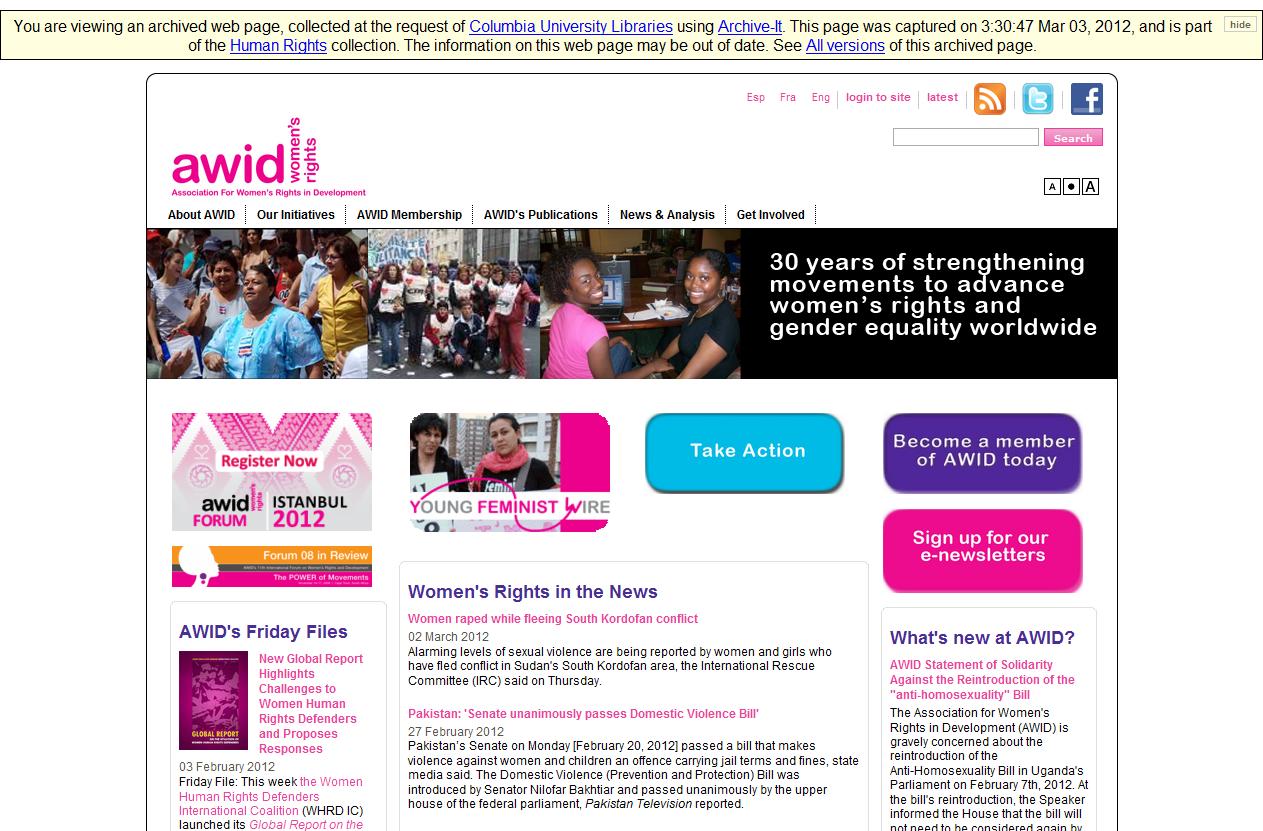 You are viewing an archived web page, collected at the request of Columbia University Libraries using Archive-It. This page was captured on 3:30:47 Mar 03, 2012, and is part
of the Human Rights collection. The information on this web page may be out of date. See All versions of this archived page.
hide
Esp Fra Eng login to site latest
Search
awid women's rights
Association For Women's Rights in Development
A A
About AWID Our Initiatives AWID Membership AWID's Publications News & Analysis Get Involved
30 years of strengthening
movements to advance
women's rights and
gender equality worldwide
Register Now
awid women's rights
FORUM
ISTANBUL
2012
YOUNG FEMINIST WIRE
Take Action
Become a member
of AWID today
Sign up for our
e-newsletters
Forum 08 in Review
The POWER of Movements
AWID's Friday Files
GLOBAL REPORT
New Global Report
Highlights
Challenges to
Women Human
Rights Defenders
and Proposes
Responses
03 February 2012
Friday File: This week the Women
Human Rights Defenders
International Coalition (WHRD IC)
launched its Global Report on the
Women's Rights in the News
Women raped while fleeing South Kordofan conflict
02 March 2012
Alarming levels of sexual violence are being reported by women and girls who
have fled conflict in Sudan's South Kordofan area, the International Rescue
Committee (IRC) said on Thursday.
Pakistan: 'Senate unanimously passes Domestic Violence Bill'
27 February 2012
Pakistan's Senate on Monday [February 20, 2012] passed a bill that makes
violence against women and children an offence carrying jail terms and fines, state
media said. The Domestic Violence (Prevention and Protection) Bill was
introduced by Senator Nilofar Bakhtiar and passed unanimously by the upper
house of the federal parliament, Pakistan Television reported.
What's new at AWID?
AWID Statement of Solidarity
Against the Reintroduction of the
"anti-homosexuality" Bill
The Association for Women's
Rights in Development (AWID) is
gravely concerned about the
reintroduction of the
Anti-Homosexuality Bill in Uganda's
Parliament on February 7th, 2012. At
the bill's reintroduction, the Speaker
informed the House that the bill will
not need to be considered again by